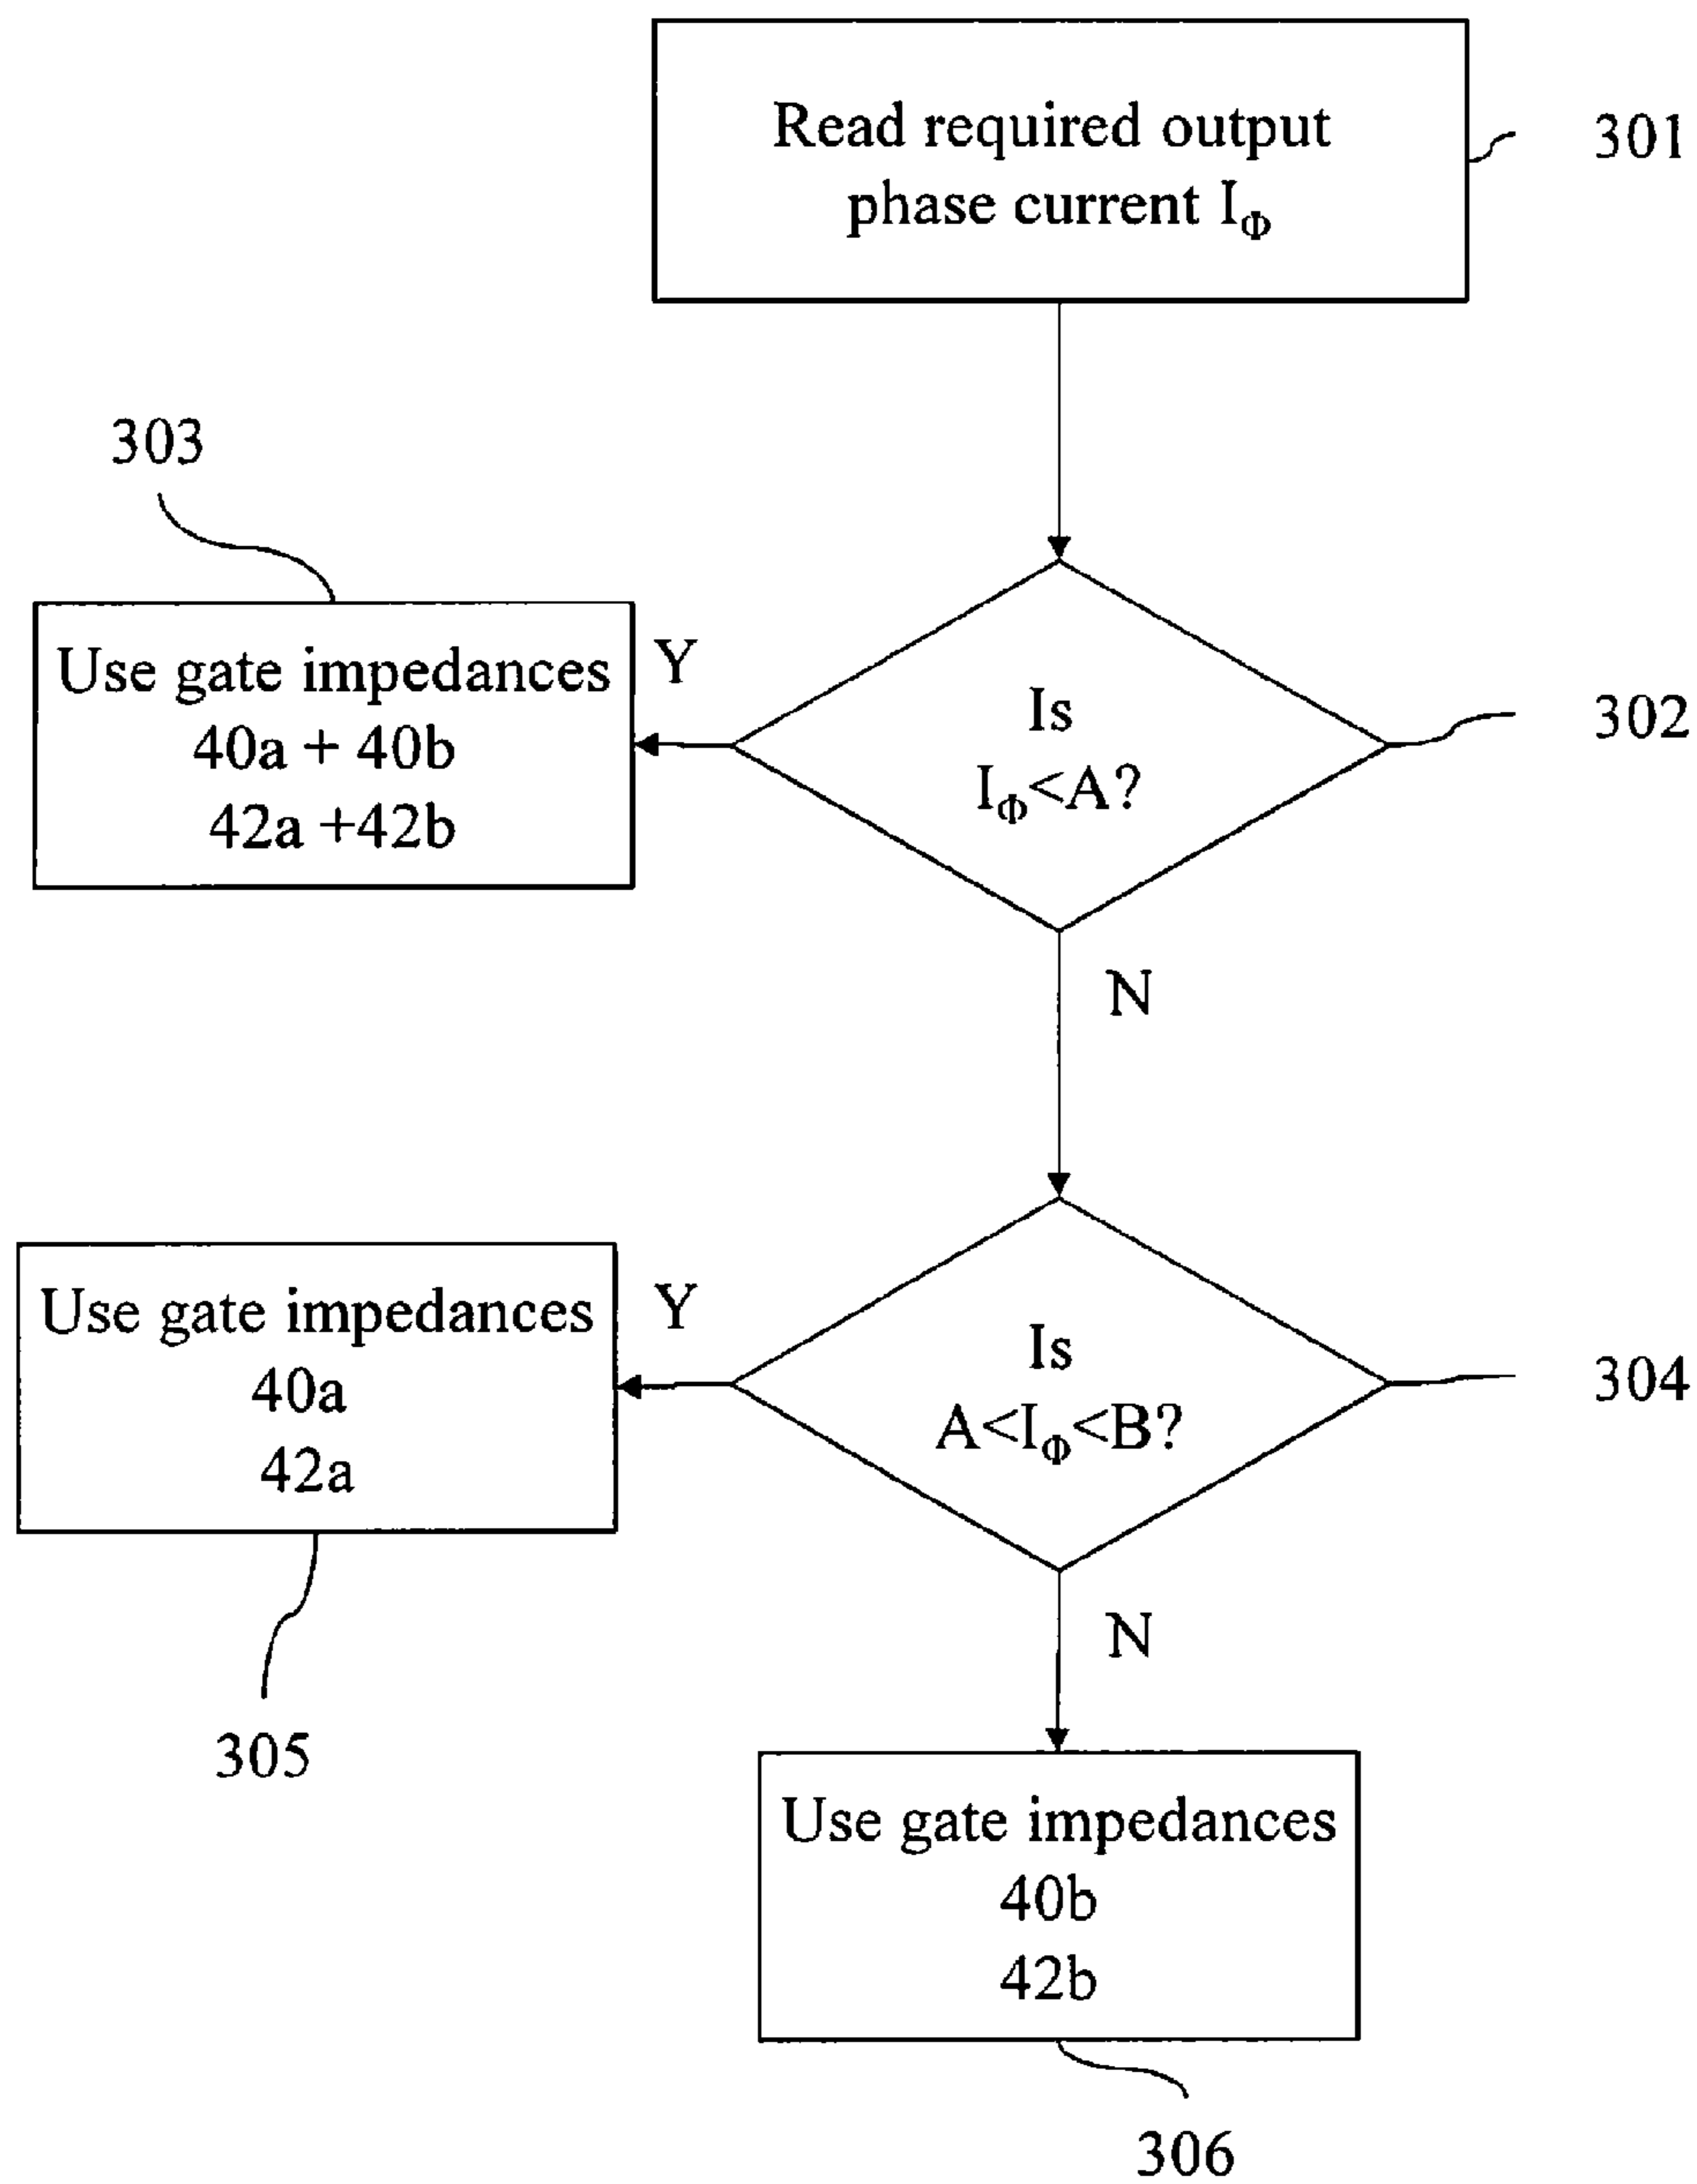 Read required output
phase current IΦ
301
303
Use gate impedances
40a + 40b
42a +42b
Y
Is
IΦ<A?
302
N
Use gate impedances
40a
42a
Y
Is
A<IΦ<B?
304
305
N
Use gate impedances
40b
42b
306